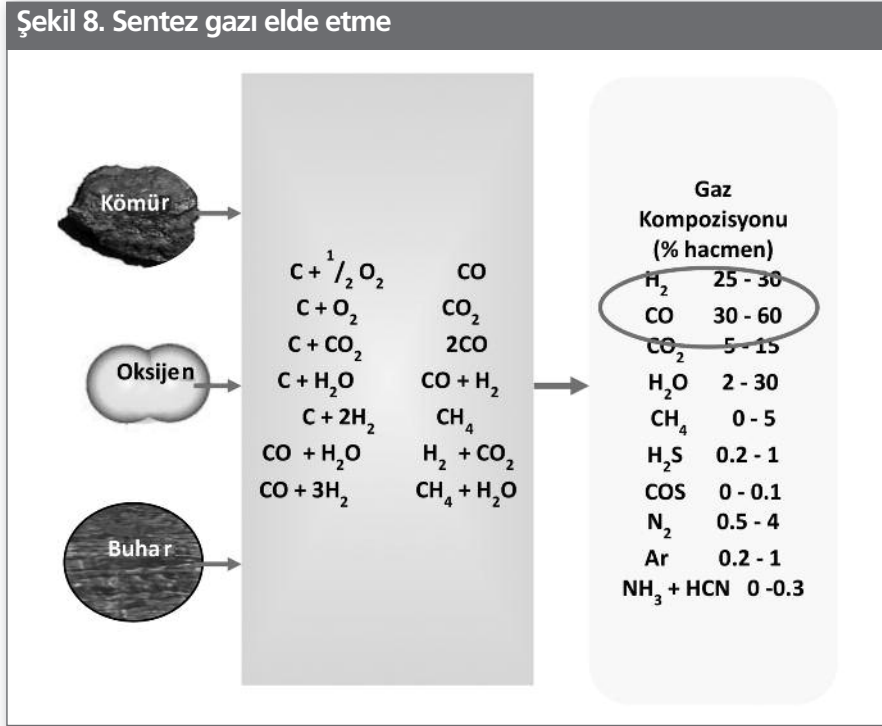 Şekil 8. Sentez gazı elde etme
Kömür
Oksijen
Buhar
C + 1/2 O2 CO
C + O2 CO2
C + CO2 2CO
C + H2O CO + H2
C + 2H2 CH4
CO + H2O H2 + CO2
CO + 3H2 CH4 + H2O
Gaz
Kompozisyonu
(% hacmen)
H2 25 - 30
CO 30 - 60
CO2 5 - 15
H2O 2 - 30
CH4 0 - 5
H2S 0.2 - 1
COS 0 - 0.1
N2 0.5 - 4
Ar 0.2 - 1
NH3 + HCN 0 -0.3